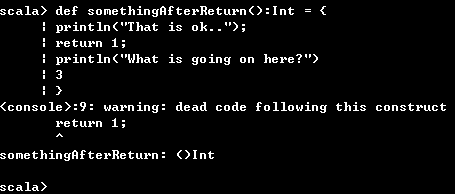 scala> def somethingAfterReturn():Int = {
     | println("That is ok..");
     | return 1;
     | println("What is going on here?")
     | 3
     | }
<console>:9: warning: dead code following this construct
       return 1;
       ^
somethingAfterReturn: ()Int
scala>